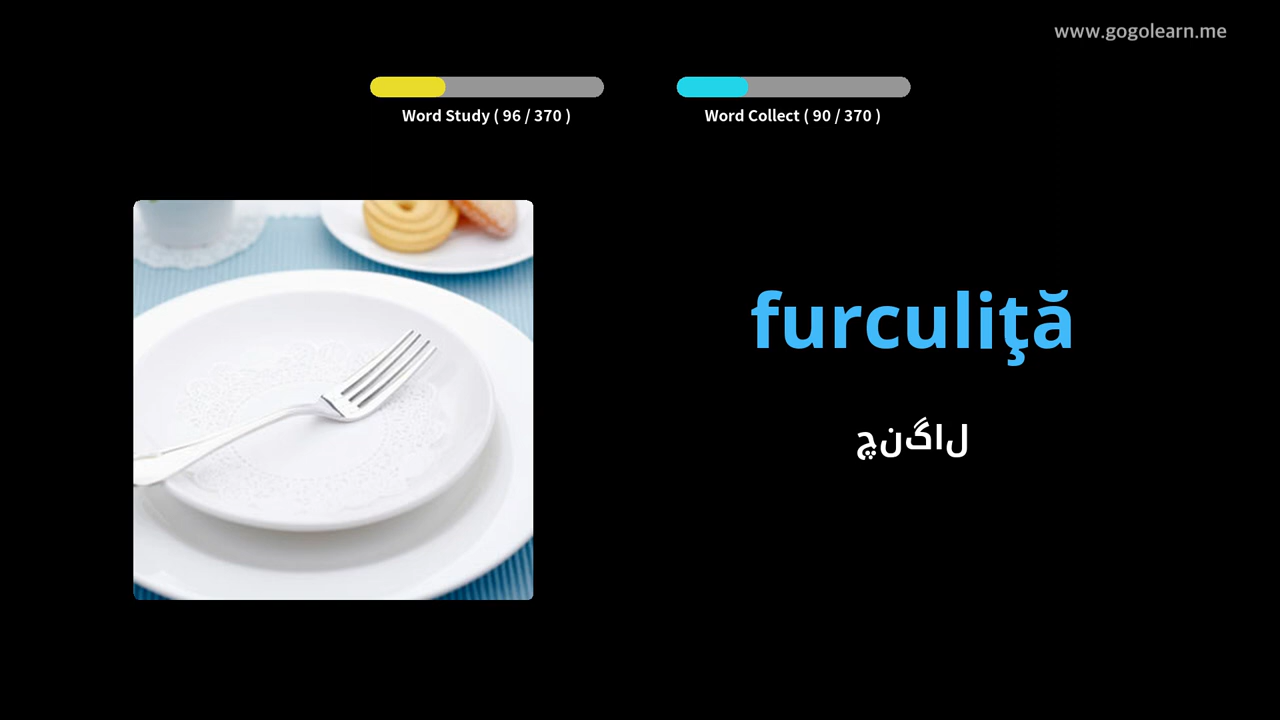 www.gogolearn.me
Word Study ( 96 / 370 )
Word Collect ( 90 / 370 )
furculiţă
چنگال